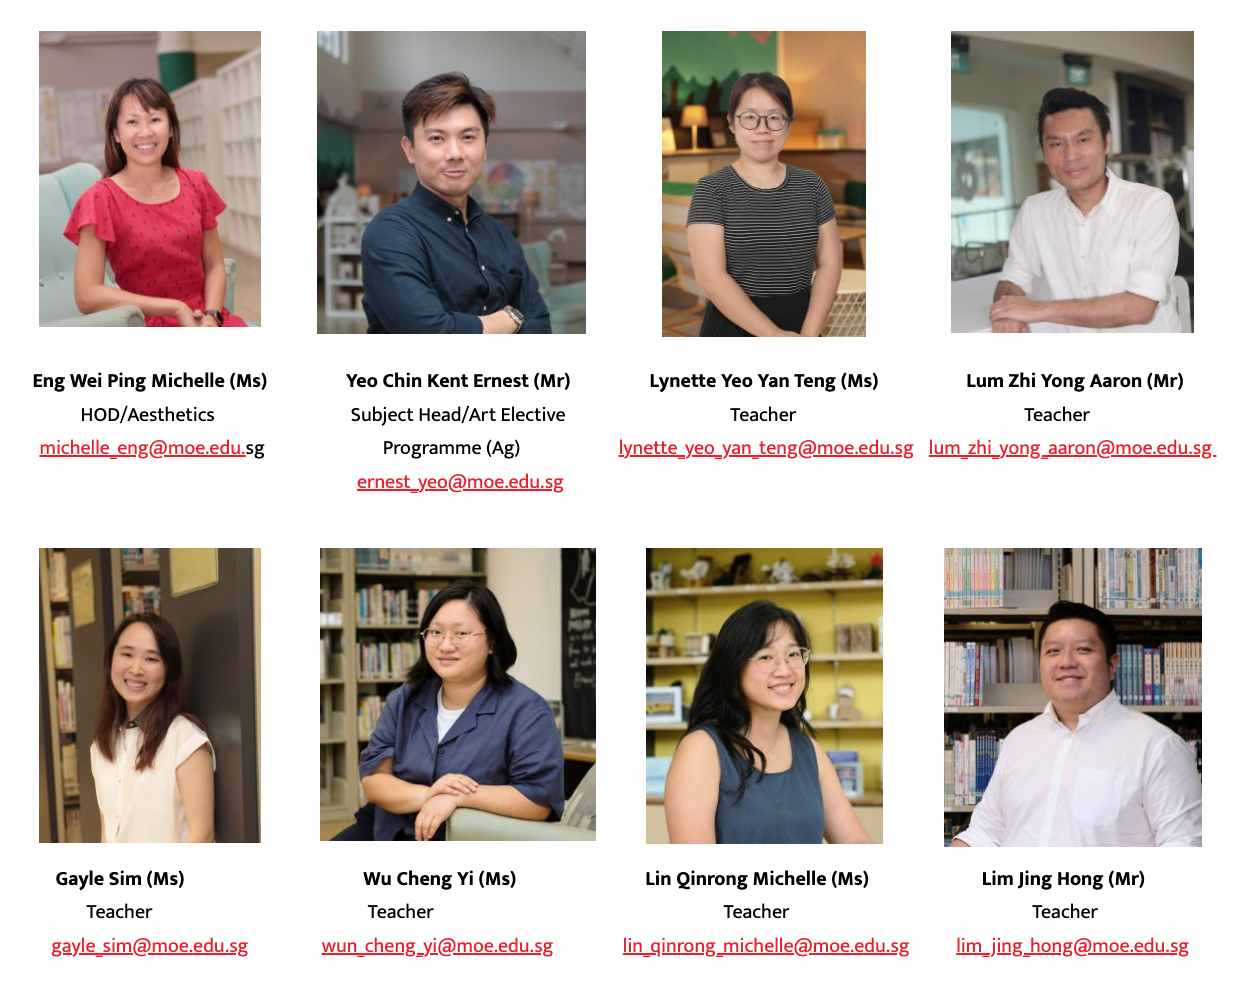 Eng Wei Ping Michelle (Ms)
HOD/Aesthetics
michelle_eng@moe.edu.sg
Yeo Chin Kent Ernest (Mr)
Subject Head/Art Elective
Programme (Ag)
ernest_yeo@moe.edu.sg
Lynette Yeo Yan Teng (Ms)
Teacher
lynette_yeo_yan_teng@moe.edu.sg
Lum Zhi Yong Aaron (Mr)
Teacher
lum_zhi_yong_aaron@moe.edu.sg
Gayle Sim (Ms)
Teacher
gayle_sim@moe.edu.sg
Wu Cheng Yi (Ms)
Teacher
wun_cheng_yi@moe.edu.sg
Lin Qinrong Michelle (Ms)
Teacher
lin_qinrong_michelle@moe.edu.sg
Lim Jing Hong (Mr)
Teacher
lim_jing_hong@moe.edu.sg